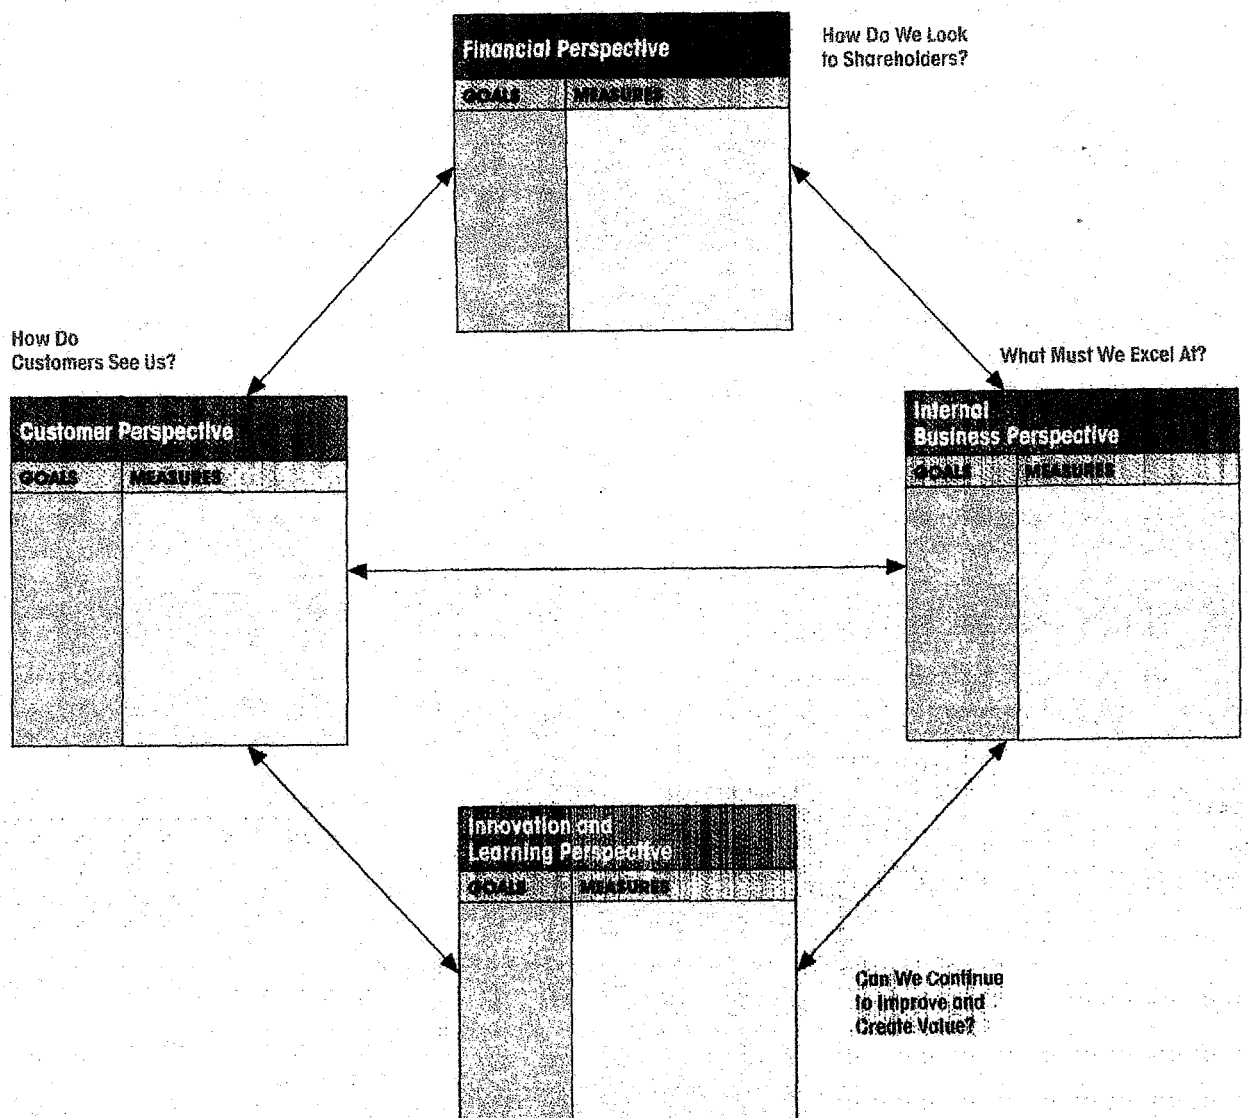 Financial Perspective
How Do We Look
to Shareholders?
GOALS MEASURES
How Do
Customers See Us?
Customer Perspective
GOALS MEASURES
What Must We Excel At?
Internal
Business Perspective
GOALS MEASURES
Innovation and
Learning Perspective
GOALS MEASURES
Can We Continue
to Improve and
Create Value?